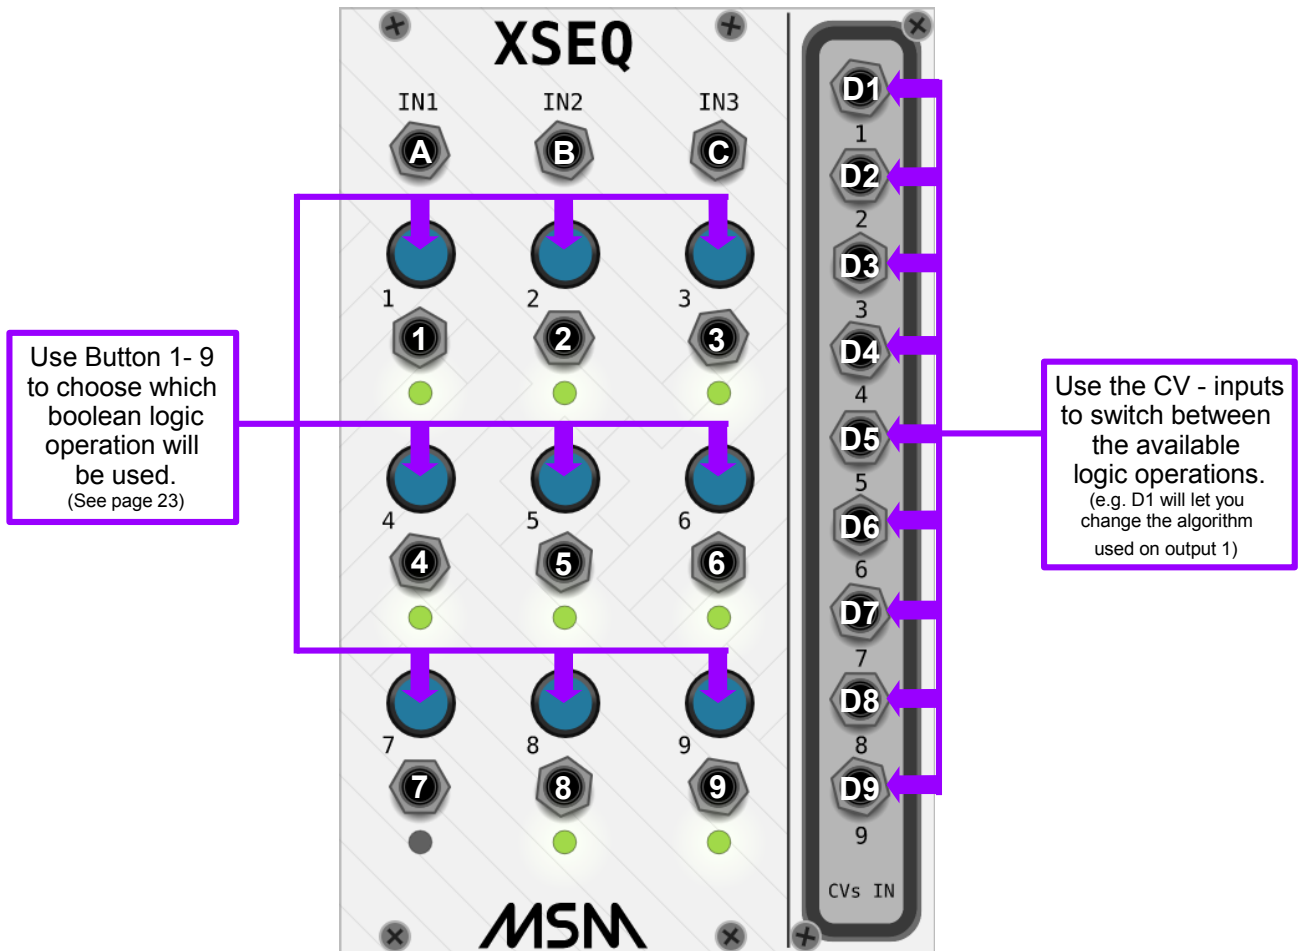 XSEQ
IN1 IN2 IN3
A B C
1 2 3
1 2 3
4 5 6
4 5 6
7 8 9
7 8 9
MSM
D1
1
D2
2
D3
3
D4
4
D5
5
D6
6
D7
7
D8
8
D9
9
CVs IN
Use Button 1- 9
to choose which
boolean logic
operation will
be used.
(See page 23)
Use the CV - inputs
to switch between
the available
logic operations.
(e.g. D1 will let you
change the algorithm
used on output 1)